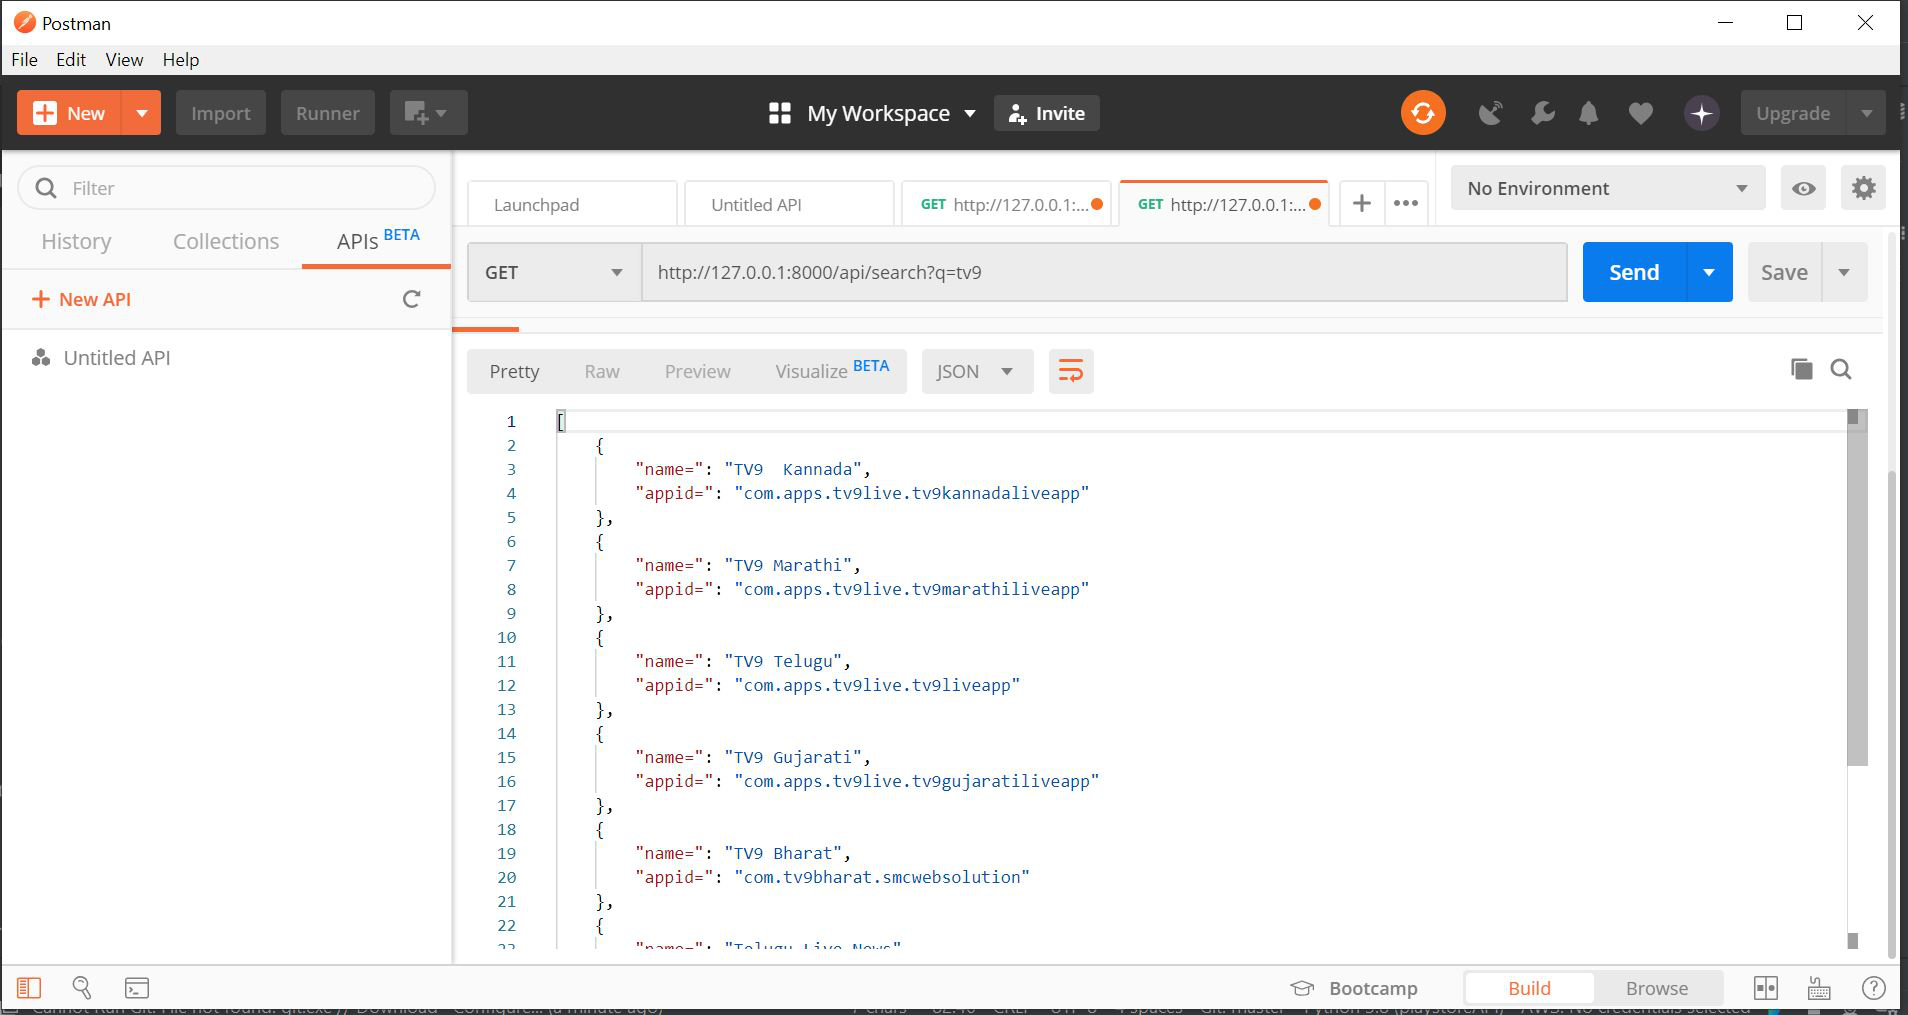 Postman
File Edit View Help
New Import Runner My Workspace Invite Upgrade
Filter
History Collections APIs BETA
New API
Untitled API
Launchpad Untitled API GET http://127.0.0.1:... GET http://127.0.0.1:... + ••• No Environment
GET http://127.0.0.1:8000/api/search?q=tv9 Send Save
Pretty Raw Preview Visualize BETA JSON
1 [
2 {
3 "name=": "TV9  Kannada",
4 "appid=": "com.apps.tv9live.tv9kannadaliveapp"
5 },
6 {
7 "name=": "TV9 Marathi",
8 "appid=": "com.apps.tv9live.tv9marathiliveapp"
9 },
10 {
11 "name=": "TV9 Telugu",
12 "appid=": "com.apps.tv9live.tv9liveapp"
13 },
14 {
15 "name=": "TV9 Gujarati",
16 "appid=": "com.apps.tv9live.tv9gujaratiliveapp"
17 },
18 {
19 "name=": "TV9 Bharat",
20 "appid=": "com.tv9bharat.smcwebsolution"
21 },
22 {
23 "name=": "Telugu Live News"
Bootcamp Build Browse